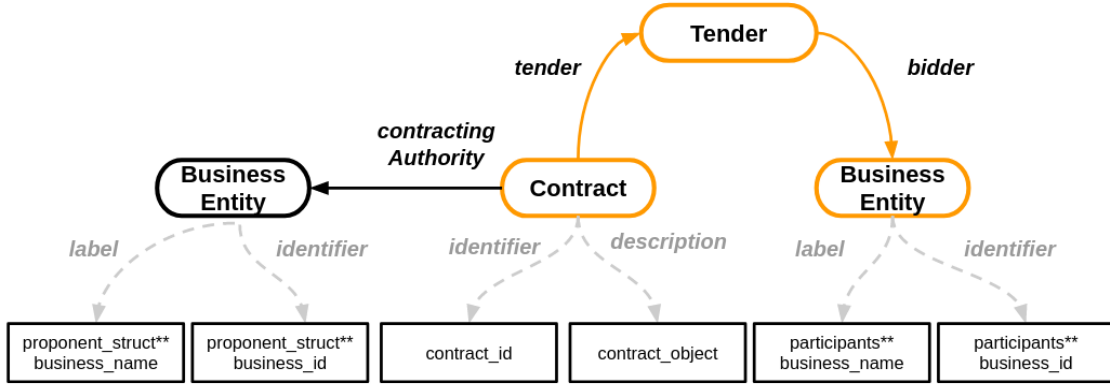 Tender
tender
bidder
contracting
Authority
Business
Entity
Contract
Business
Entity
label
identifier
identifier
description
label
identifier
proponent_struct**
business_name
proponent_struct**
business_id
contract_id
contract_object
participants**
business_name
participants**
business_id